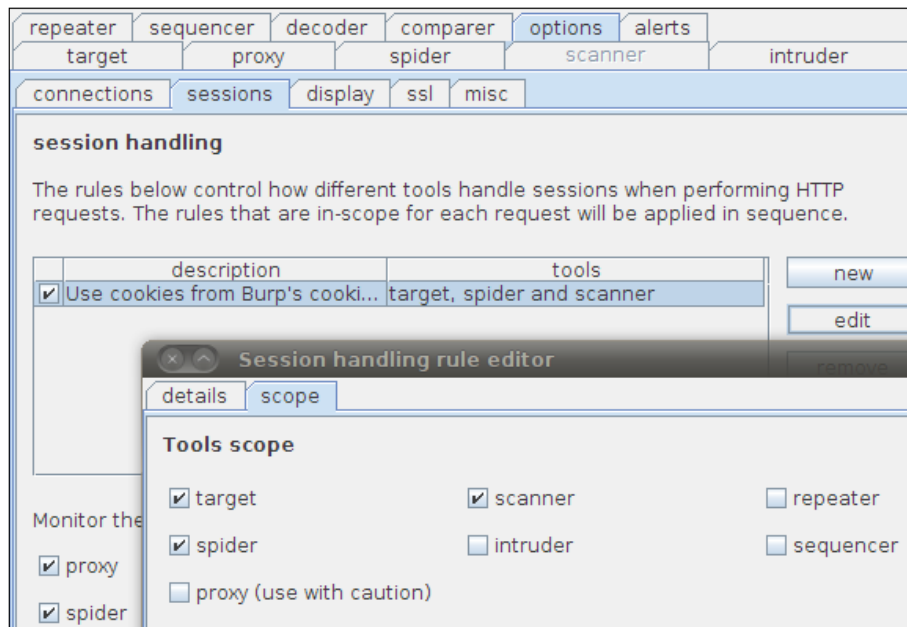 repeater sequencer decoder comparer options alerts
target proxy spider scanner intruder
connections sessions display ssl misc
session handling
The rules below control how different tools handle sessions when performing HTTP
requests. The rules that are in-scope for each request will be applied in sequence.
description tools
Use cookies from Burp's cooki... target, spider and scanner
new
edit
remove
Session handling rule editor
details scope
Tools scope
target scanner repeater
spider intruder sequencer
proxy (use with caution)
Monitor the
proxy
spider